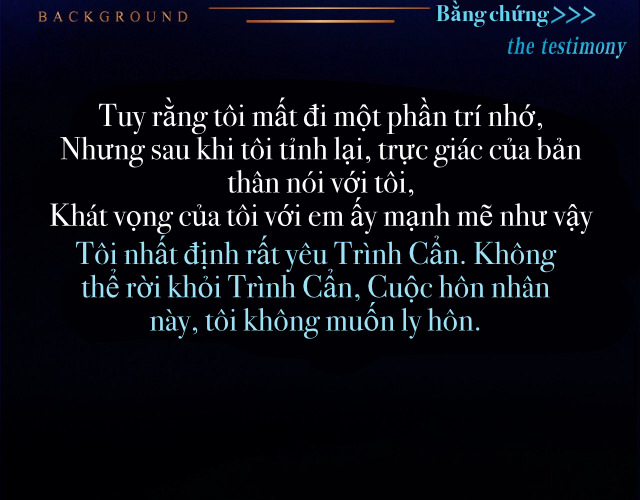 BACKGROUND
Bằng chứng>>>
the testimony
Tuy rằng tôi mất đi một phần trí nhớ,
Nhưng sau khi tôi tỉnh lại, trực giác của bản
thân nói với tôi,
Khát vọng của tôi với em ấy mạnh mẽ như vậy
Tôi nhất định rất yêu Trình Cẩn. Không
thể rời khỏi Trình Cẩn, Cuộc hôn nhân
này, tôi không muốn ly hôn.